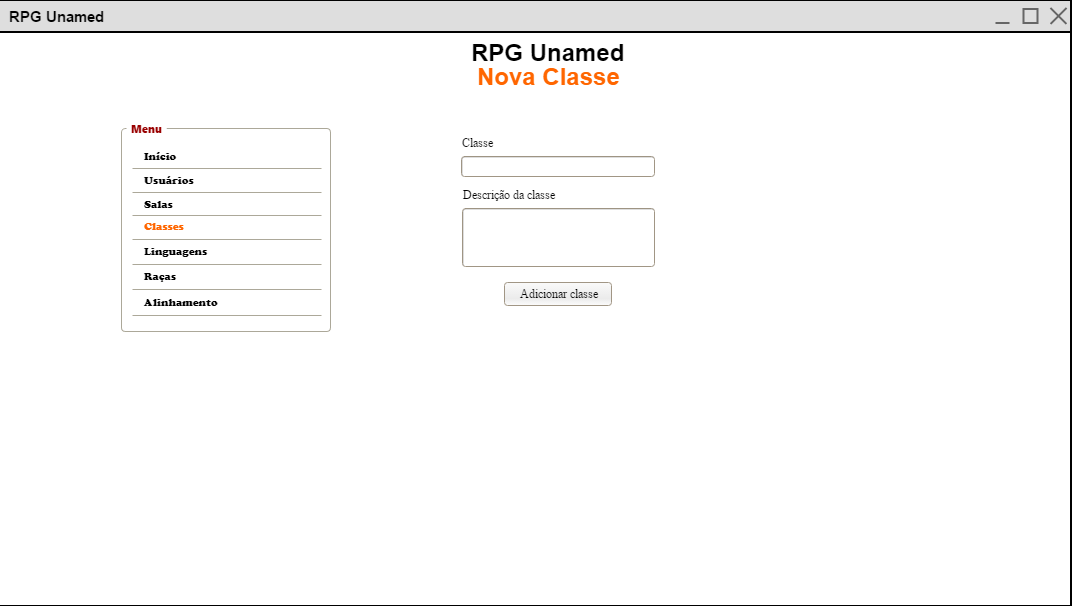 RPG Unamed
RPG Unamed
Nova Classe
Menu
Início
Usuários
Salas
Classes
Linguagens
Raças
Alinhamento
Classe
Descrição da classe
Adicionar classe